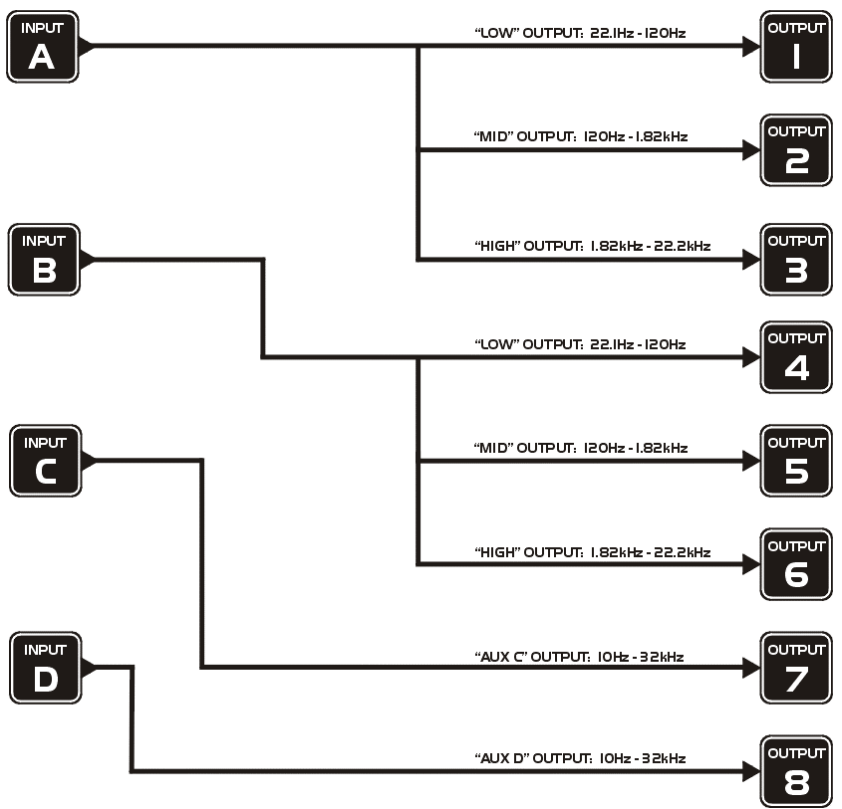 INPUT
A
"LOW" OUTPUT: 22.1Hz - 120Hz
OUTPUT
1
"MID" OUTPUT: 120Hz - 1.82kHz
OUTPUT
2
INPUT
B
"HIGH" OUTPUT: 1.82kHz - 22.2kHz
OUTPUT
3
"LOW" OUTPUT: 22.1Hz - 120Hz
OUTPUT
4
INPUT
C
"MID" OUTPUT: 120Hz - 1.82kHz
OUTPUT
5
"HIGH" OUTPUT: 1.82kHz - 22.2kHz
OUTPUT
6
INPUT
D
"AUX C" OUTPUT: 10Hz - 32kHz
OUTPUT
7
"AUX D" OUTPUT: 10Hz - 32kHz
OUTPUT
8